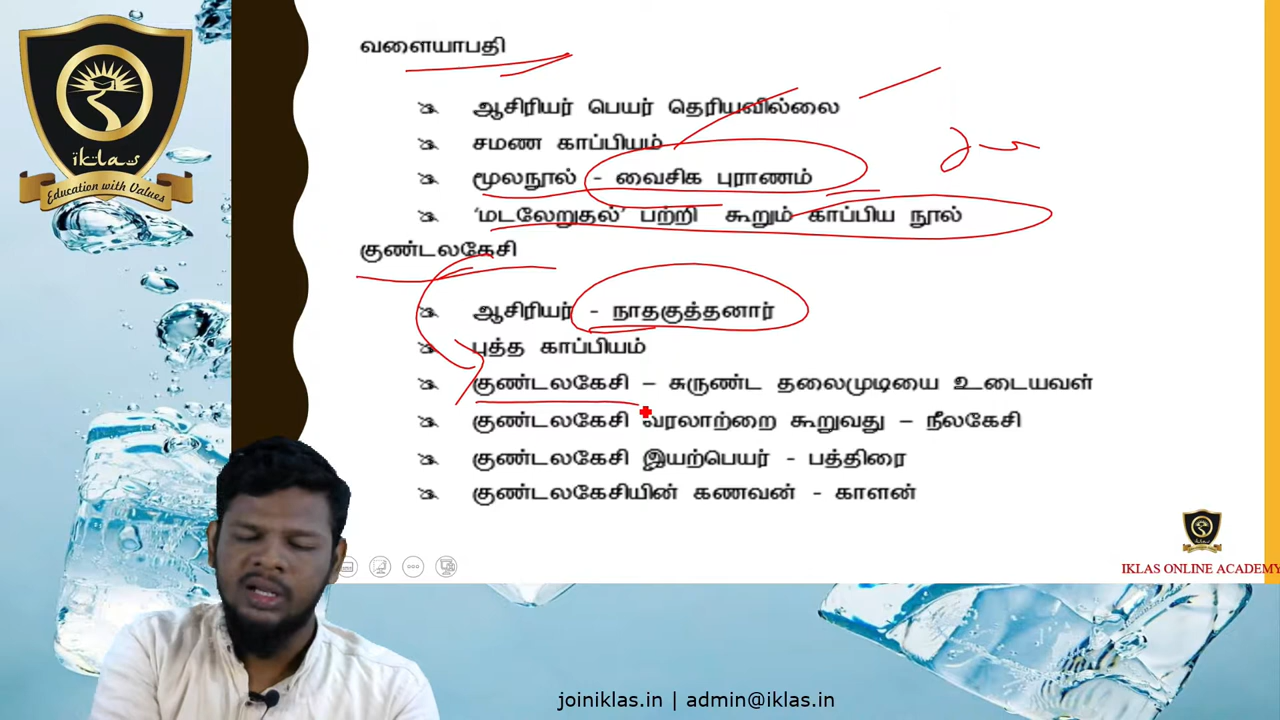 iklas
Education with Values
வளையாபதி
ஆசிரியர் பெயர் தெரியவில்லை
சமண காப்பியம்
மூலநூல் - வைசிக புராணம்
'மடலேறுதல்' பற்றி கூறும் காப்பிய நூல்
குண்டலகேசி
ஆசிரியர் - நாதகுத்தனார்
புத்த காப்பியம்
குண்டலகேசி – சுருண்ட தலைமுடியை உடையவள்
குண்டலகேசி வரலாற்றை கூறுவது – நீலகேசி
குண்டலகேசி இயற்பெயர் - பத்திரை
குண்டலகேசியின் கணவன் - காளன்
IKLAS ONLINE ACADEMY
joiniklas.in | admin@iklas.in